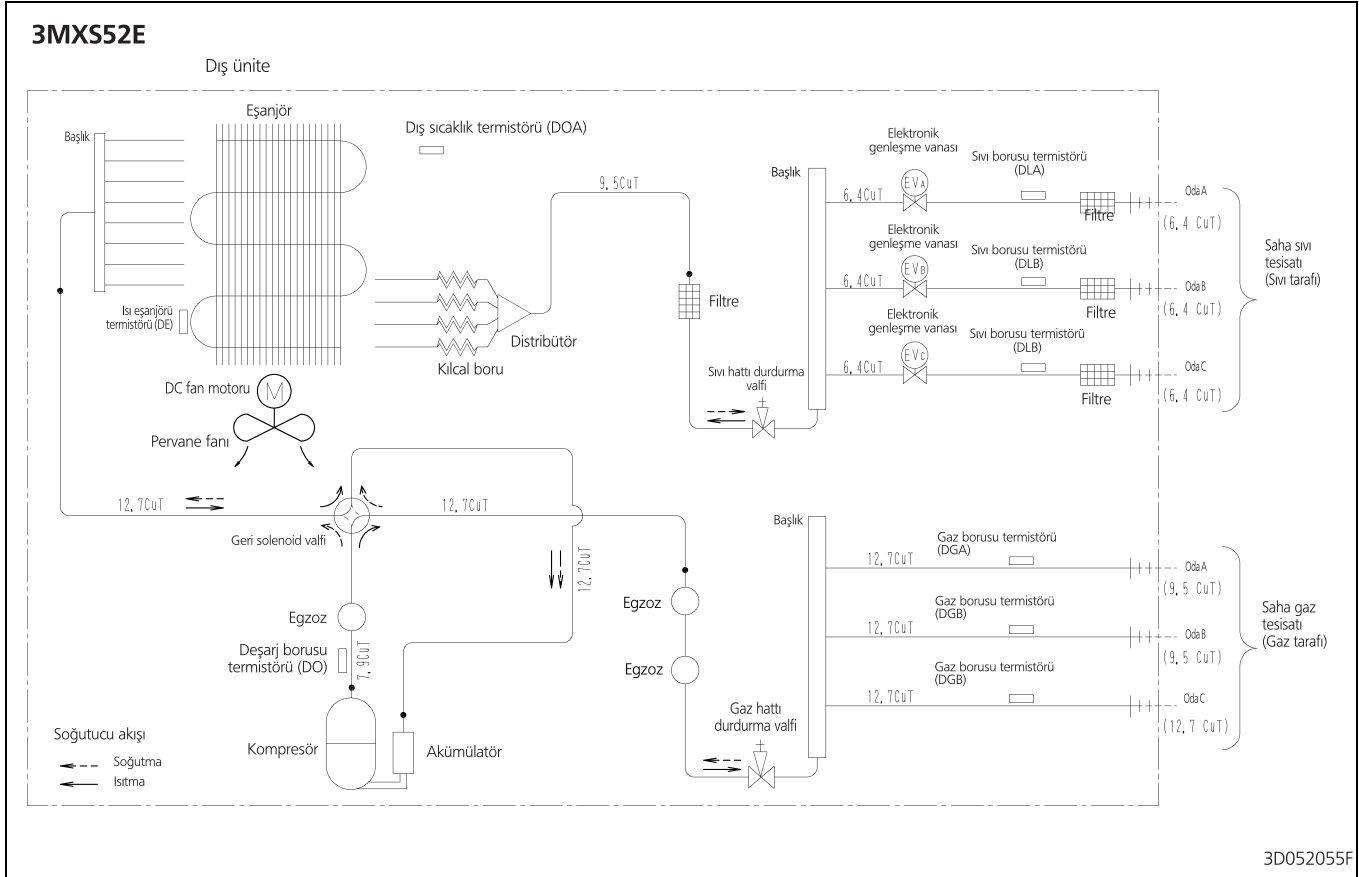 3MXS52E
Dış ünite
Eşanjör
Başlık
Dış sıcaklık termistörü (DOA)
9,5CuT
Isı eşanjörü
termistörü (DE)
Distribütör
Kılcal boru
Filtre
Sıvı hattı durdurma
valfi
Başlık
Elektronik
genleşme vanası
Sıvı borusu termistörü
(DLA)
6,4CuT
EVA
Filtre
Oda A
(6,4 CuT)
Elektronik
genleşme vanası
Sıvı borusu termistörü
(DLB)
6,4CuT
EVB
Filtre
Oda B
(6,4 CuT)
Elektronik
genleşme vanası
Sıvı borusu termistörü
(DLB)
6,4CuT
EVC
Filtre
Oda C
(6,4 CuT)
Saha sıvı
tesisatı
(Sıvı tarafı)
DC fan motoru
M
Pervane fanı
12,7CuT
12,7CuT
Geri solenoid valfi
12,7CuT
Egzoz
Deşarj borusu
termistörü (DO)
7,9CuT
Kompresör
Akümülatör
Egzoz
Egzoz
Gaz hattı
durdurma valfi
Başlık
Gaz borusu termistörü
(DGA)
12,7CuT
Oda A
(9,5 CuT)
Gaz borusu termistörü
(DGB)
12,7CuT
Oda B
(9,5 CuT)
Gaz borusu termistörü
(DGB)
12,7CuT
Oda C
(12,7 CuT)
Saha gaz
tesisatı
(Gaz tarafı)
Soğutucu akışı
Soğutma
Isıtma
3D052055F